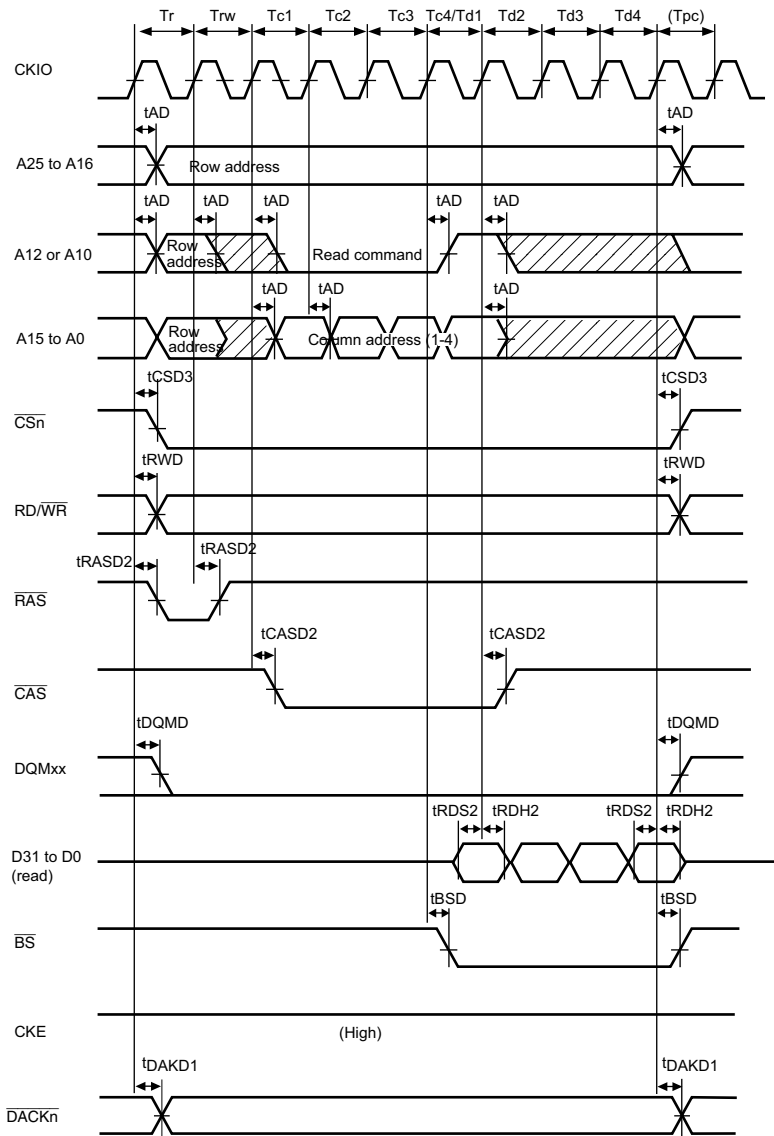 Tr Trw Tc1 Tc2 Tc3 Tc4/Td1 Td2 Td3 Td4 (Tpc)
CKIO
tAD tAD
A25 to A16 Row address
tAD tAD tAD tAD tAD
A12 or A10 Row address Read command
tAD tAD tAD
A15 to A0 Row address Column address (1-4)
tCSD3 tCSD3
CSn
tRWD tRWD
RD/WR
tRASD2 tRASD2
RAS
tCASD2 tCASD2
CAS
tDQMD tDQMD
DQMxx
tRDS2 tRDH2 tRDS2 tRDH2
D31 to D0
(read)
tBSD tBSD
BS
CKE (High)
tDAKD1 tDAKD1
DACKn